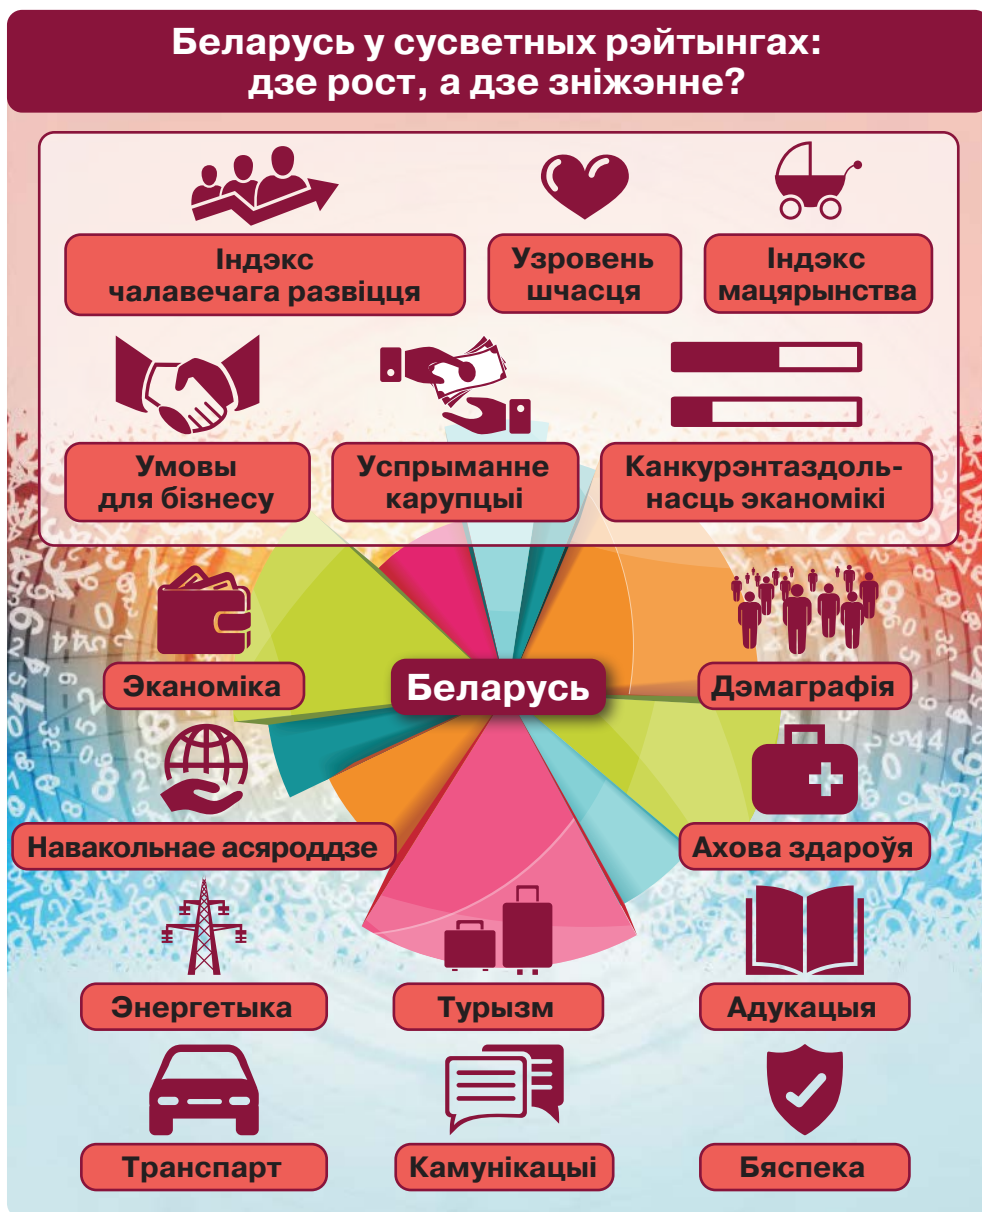 Беларусь у сусветных рэйтынгах:
дзе рост, а дзе зніжэнне?
Індэкс
чалавечага развіцця
Узровень
шчасця
Індэкс
мацярынства
Умовы
для бізнесу
Успрыманне
карупцыі
Канкурэнтаздоль-
насць эканомікі
Эканоміка
Беларусь
Дэмаграфія
Навакольнае асяроддзе
Ахова здароўя
Энергетыка
Турызм
Адукацыя
Транспарт
Камунікацыі
Бяспека